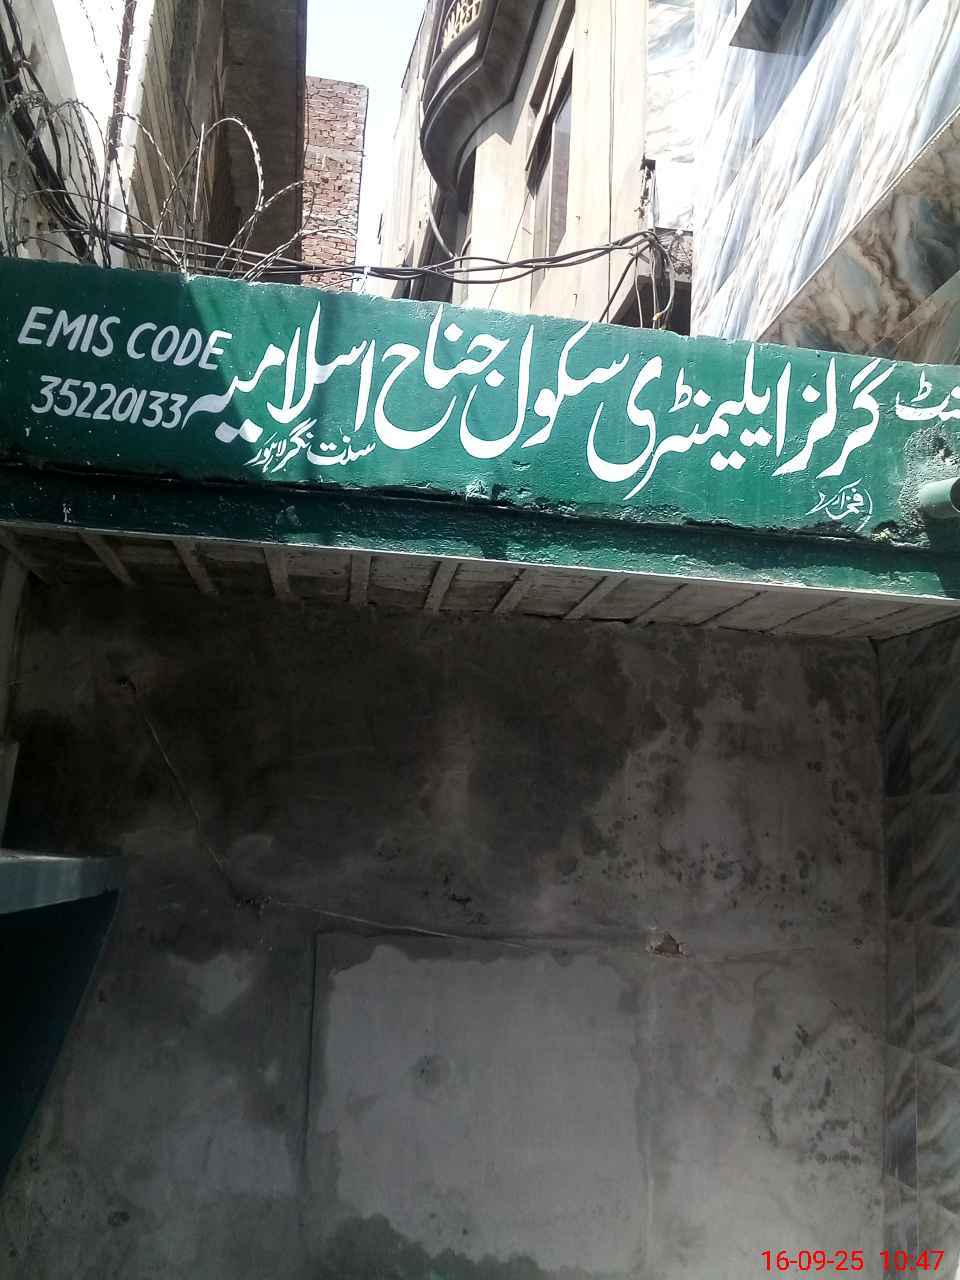 گرلز ایلیمنٹری سکول جناح اسلامیہ
سنت نگر لاہور
EMIS CODE
35220133
16-09-25 10:47